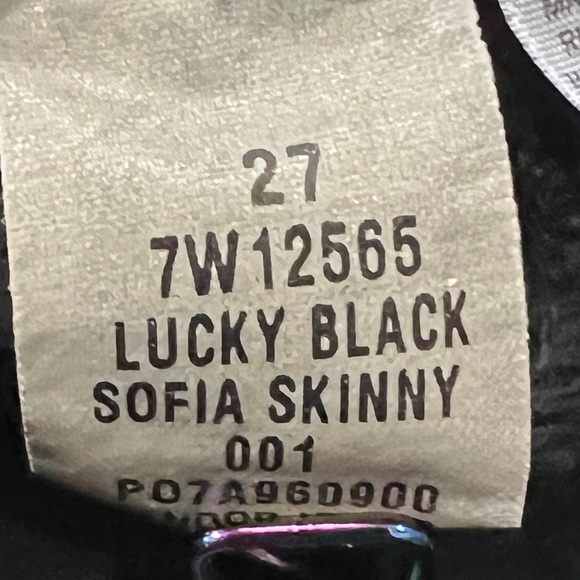 27
7W12565
LUCKY BLACK
SOFIA SKINNY
001
PO7A960900